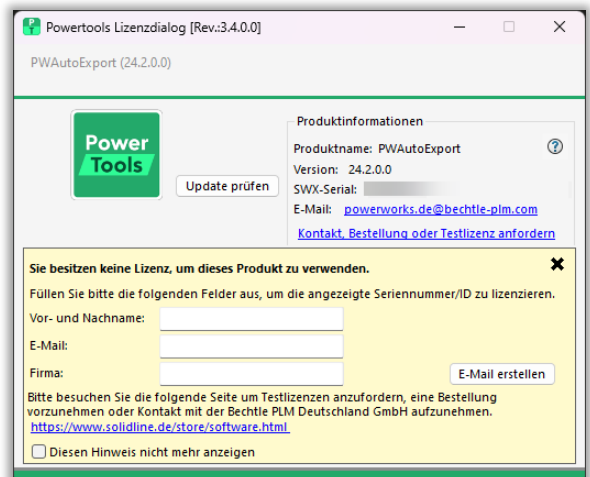 Powertools Lizenzdialog [Rev.:3.4.0.0]
PWAutoExport (24.2.0.0)
Power
Tools
Update prüfen
Produktinformationen
Produktname: PWAutoExport
Version: 24.2.0.0
SWX-Serial:
E-Mail: powerworks.de@bechtle-plm.com
Kontakt, Bestellung oder Testlizenz anfordern
Sie besitzen keine Lizenz, um dieses Produkt zu verwenden.
Füllen Sie bitte die folgenden Felder aus, um die angezeigte Seriennummer/ID zu lizenzieren.
Vor- und Nachname:
E-Mail:
Firma:
E-Mail erstellen
Bitte besuchen Sie die folgende Seite um Testlizenzen anzufordern, eine Bestellung
vorzunehmen oder Kontakt mit der Bechtle PLM Deutschland GmbH aufzunehmen.
https://www.solidline.de/store/software.html
Diesen Hinweis nicht mehr anzeigen